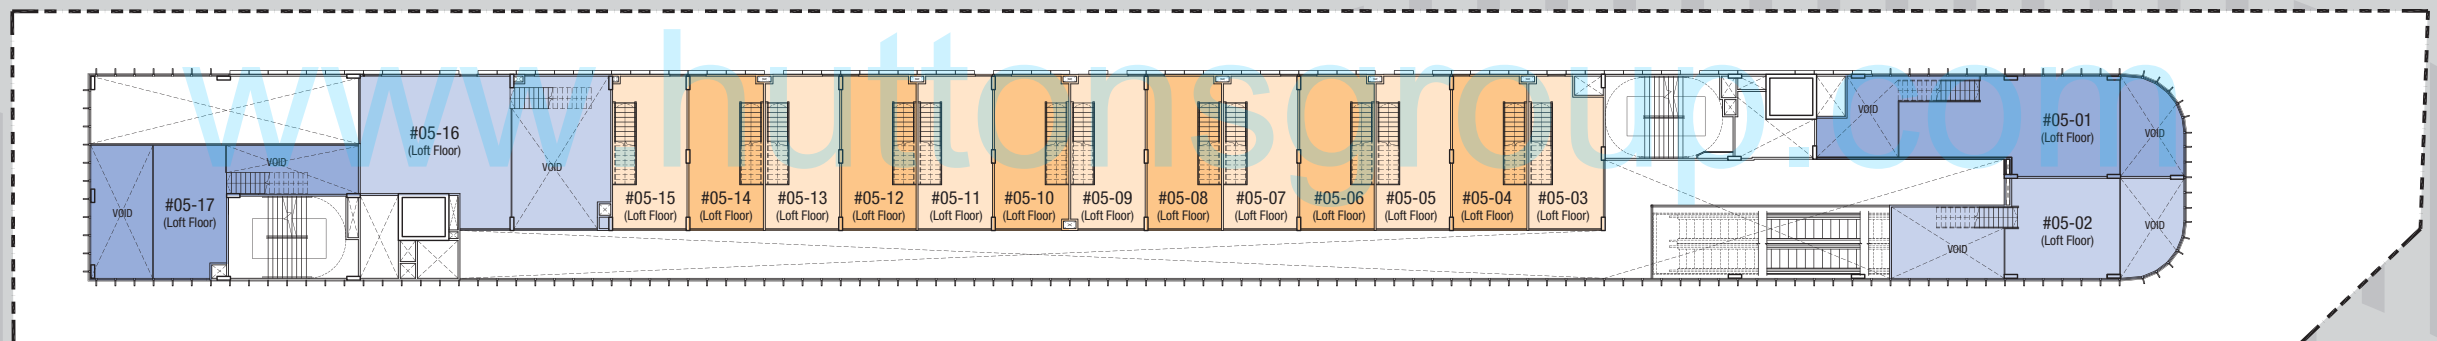 www.huttonsgroup.com
#05-16
(Loft Floor)
VOID
VOID
#05-17
(Loft Floor)
VOID
#05-15
(Loft Floor)
#05-14
(Loft Floor)
#05-13
(Loft Floor)
#05-12
(Loft Floor)
#05-11
(Loft Floor)
#05-10
(Loft Floor)
#05-09
(Loft Floor)
#05-08
(Loft Floor)
#05-07
(Loft Floor)
#05-06
(Loft Floor)
#05-05
(Loft Floor)
#05-04
(Loft Floor)
#05-03
(Loft Floor)
VOID
#05-01
(Loft Floor)
VOID
#05-02
(Loft Floor)
VOID
VOID